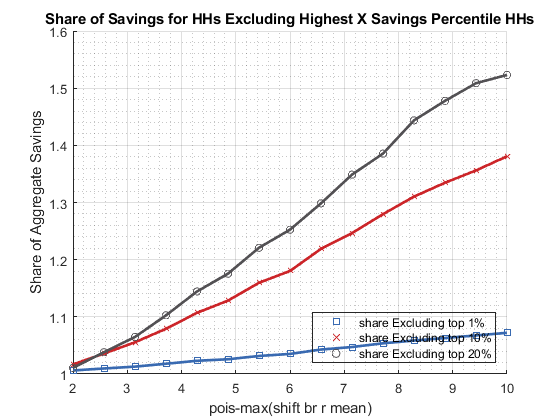 Share of Savings for HHs Excluding Highest X Savings Percentile HHs
1.6
1.5
1.4
1.3
1.2
1.1
1
Share of Aggregate Savings
share Excluding top 1%
share Excluding top 10%
share Excluding top 20%
2 3 4 5 6 7 8 9 10
pois-max(shift br r mean)